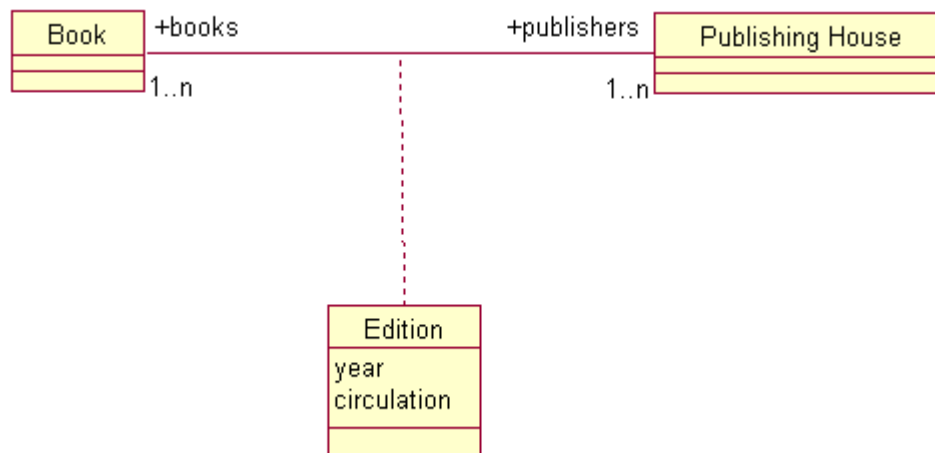 Book
+books
+publishers
Publishing House
1..n
1..n
Edition
year
circulation